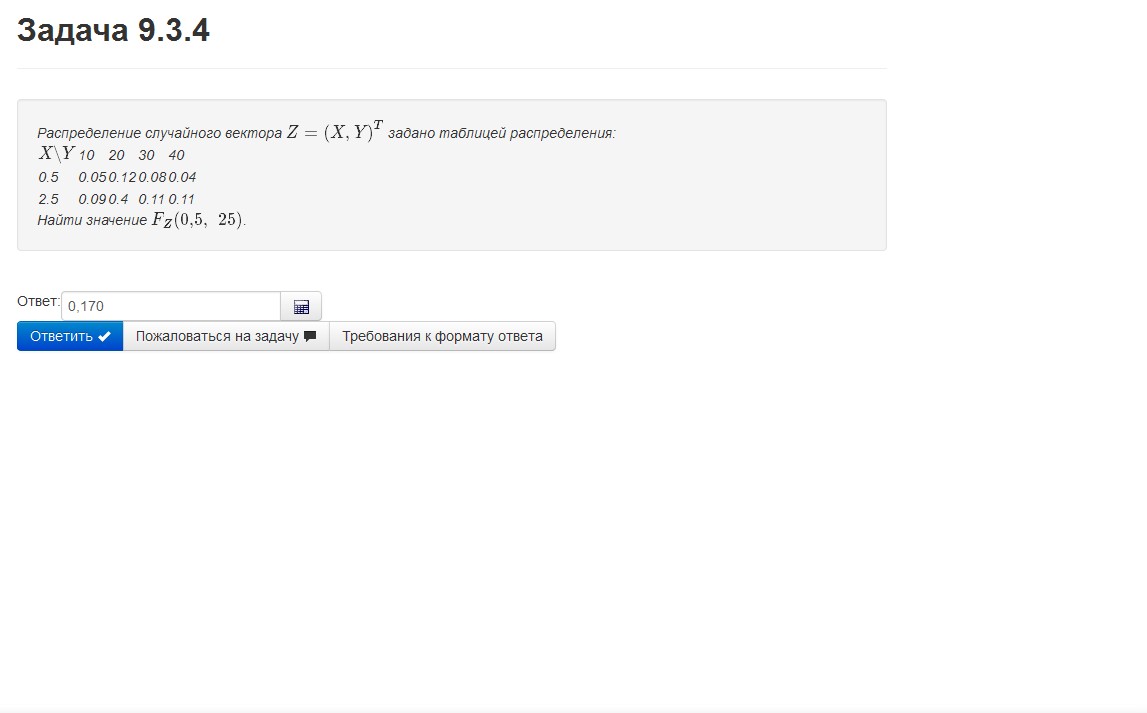 Задача 9.3.4
Распределение случайного вектора Z = (X, Y)^T задано таблицей распределения:
X\Y 10 20 30 40
0.5 0.05 0.12 0.08 0.04
2.5 0.09 0.4 0.11 0.11
Найти значение F_Z(0,5, 25).
Ответ: 0,170
Ответить Пожаловаться на задачу Требования к формату ответа